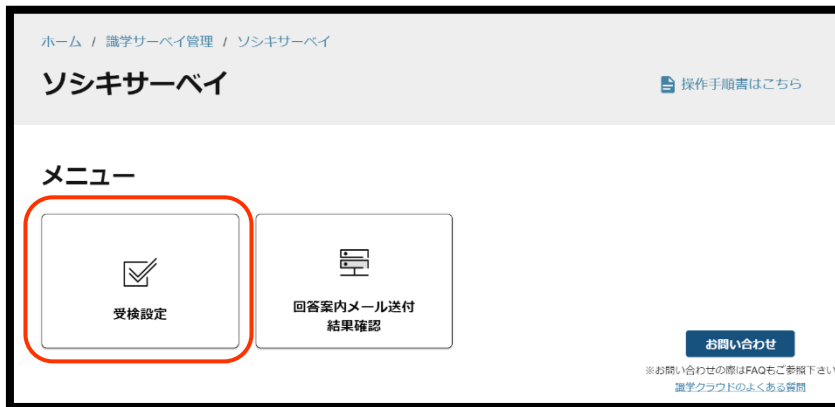 ホーム / 識学サーベイ管理 / ソシキサーベイ
ソシキサーベイ
操作手順書はこちら
メニュー
受検設定
回答案内メール送付
結果確認
お問い合わせ
※お問い合わせの際はFAQもご参照下さい
識学クラウドのよくある質問